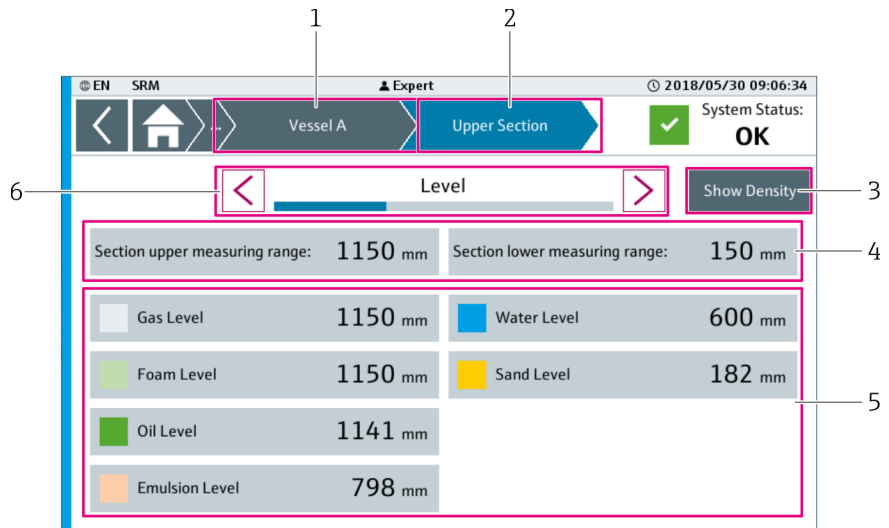 1 2
EN SRM Expert 2018/05/30 09:06:34
.. Vessel A Upper Section System Status:
OK
6 Level Show Density 3
Section upper measuring range: 1150 mm Section lower measuring range: 150 mm 4
Gas Level 1150 mm Water Level 600 mm
Foam Level 1150 mm Sand Level 182 mm
5
Oil Level 1141 mm
Emulsion Level 798 mm